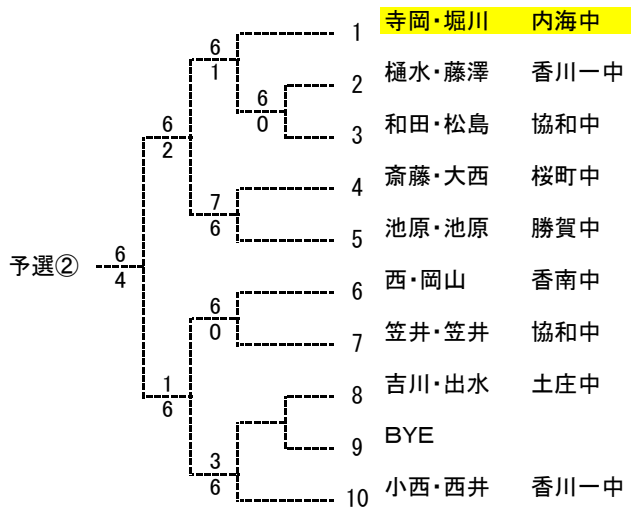 6
1 寺岡・堀川 内海中
1
2 樋水・藤澤 香川一中
6
0
3 和田・松島 協和中
6
2
4 斎藤・大西 桜町中
7
6
5 池原・池原 勝賀中
予選②
6
4
6 西・岡山 香南中
6
0
7 笠井・笠井 協和中
1
6
8 吉川・出水 土庄中
9 BYE
3
6
10 小西・西井 香川一中